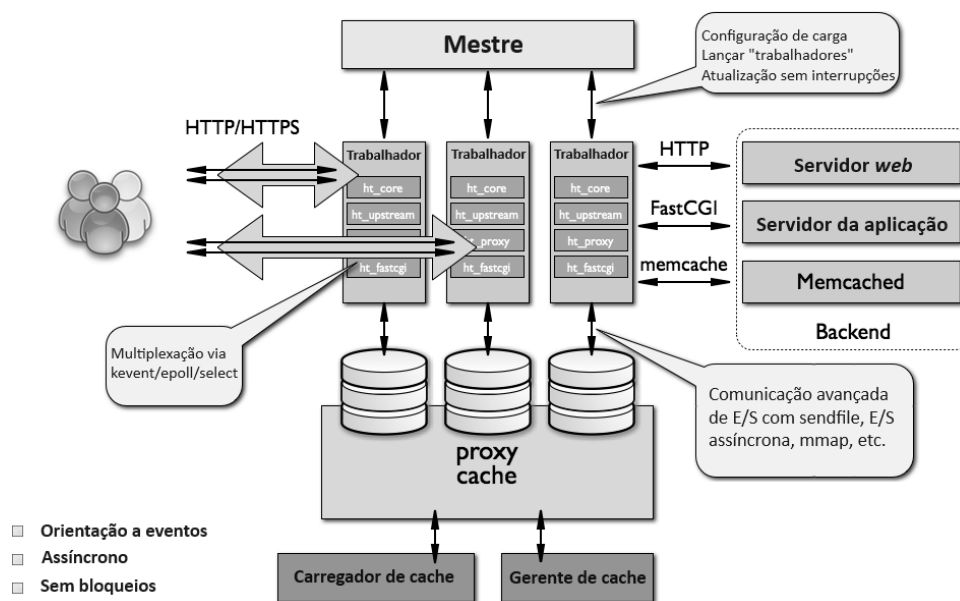 Mestre
Configuração de carga
Lançar "trabalhadores"
Atualização sem interrupções
HTTP/HTTPS
Trabalhador
ht_core
ht_upstream
ht_fastcgi
Trabalhador
ht_core
ht_upstream
ht_proxy
ht_fastcgi
Trabalhador
ht_core
ht_upstream
ht_proxy
ht_fastcgi
HTTP
FastCGI
memcache
Servidor web
Servidor da aplicação
Memcached
Backend
Multiplexação via
kevent/epoll/select
Comunicação avançada
de E/S com sendfile, E/S
assíncrona, mmap, etc.
proxy
cache
Orientação a eventos
Assíncrono
Sem bloqueios
Carregador de cache
Gerente de cache